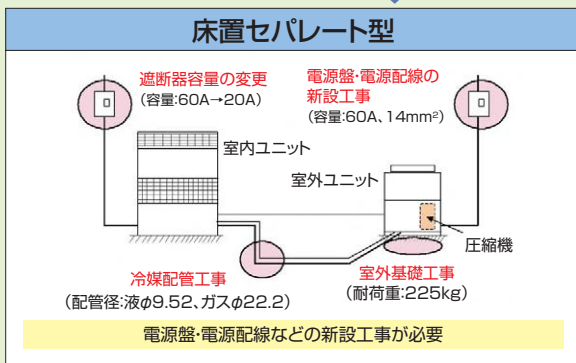 床置セパレート型
遮断器容量の変更
(容量:60A→20A)
電源盤・電源配線の
新設工事
(容量:60A、14mm²)
室内ユニット
室外ユニット
圧縮機
冷媒配管工事
(配管径:液φ9.52、ガスφ22.2)
室外基礎工事
(耐荷重:225kg)
電源盤・電源配線などの新設工事が必要